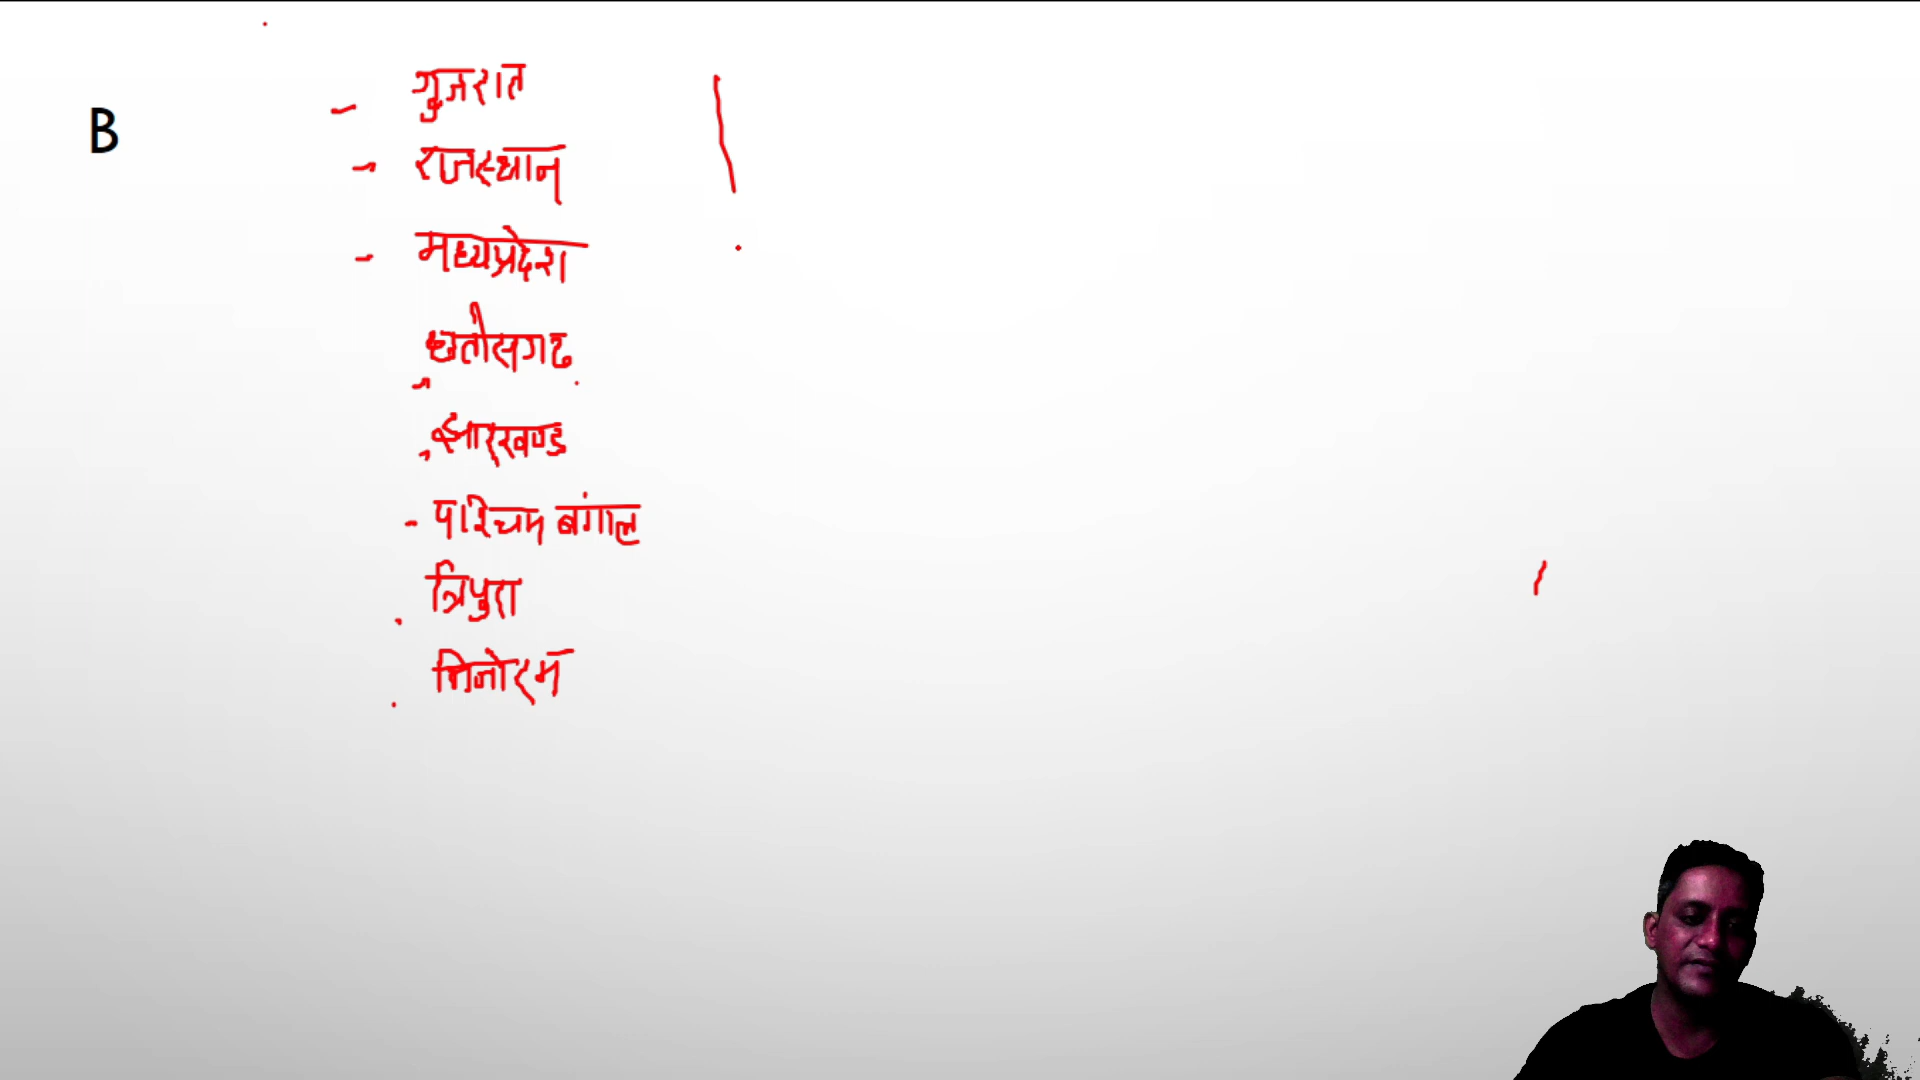 B
- गुजरात
- राजस्थान
- मध्यप्रदेश
छतीसगढ
झारखण्ड
- पश्चिम बंगाल
त्रिपुरा
मिजोरम